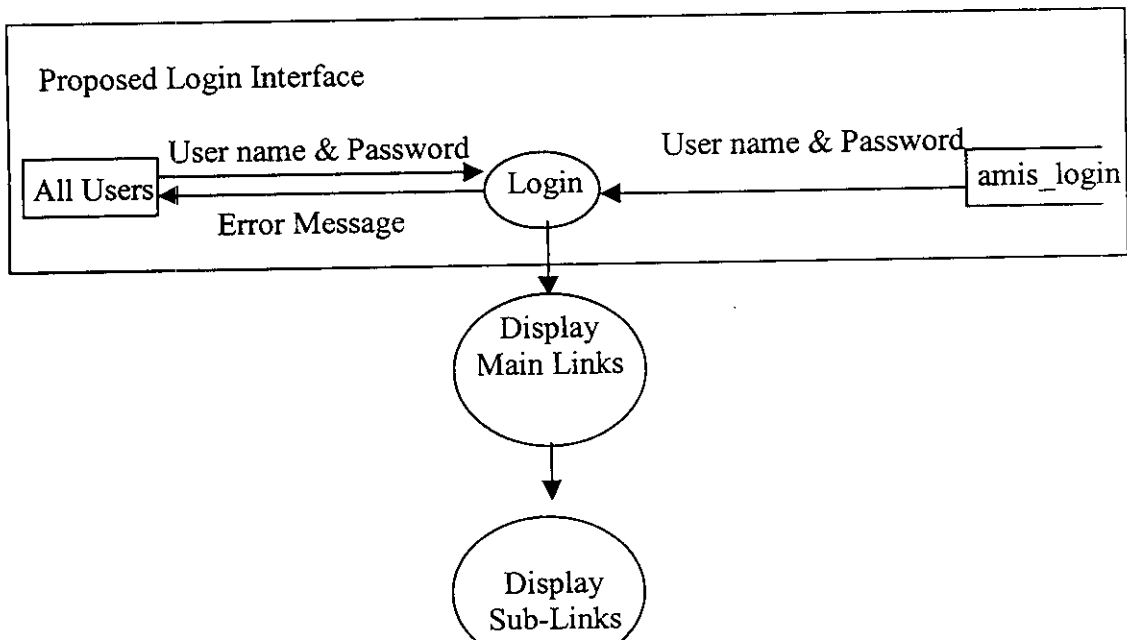 Proposed Login Interface
User name & Password
User name & Password
All Users
Login
amis_login
Error Message
Display
Main Links
Display
Sub-Links